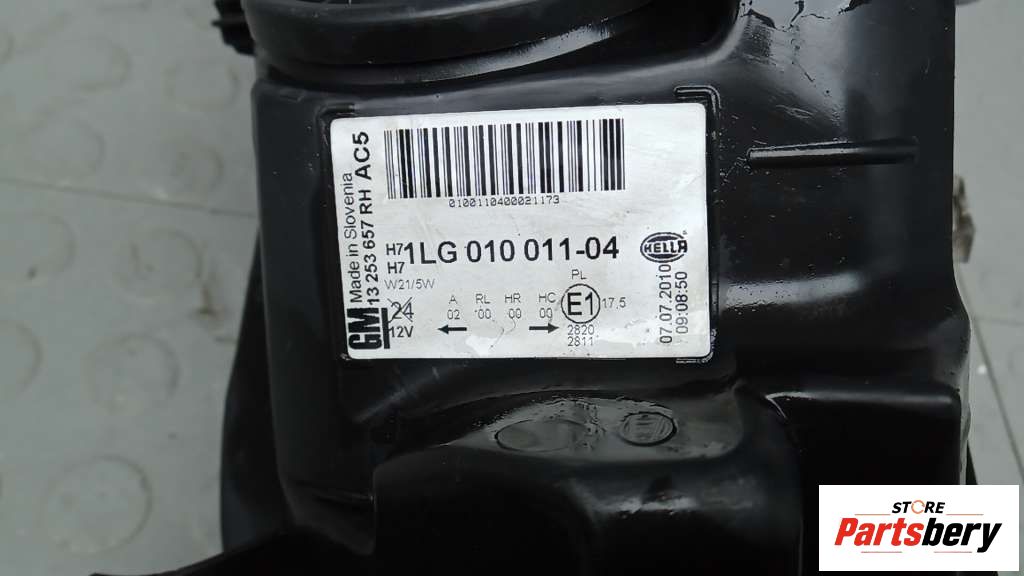 GM
Made in Slovenia
13 253 657 RH AC5
0100110400021173
H7 1LG 010 011-04
H7
W21/5W
HELLA
24
12V
A RL HR HC
02 00 00 00
PL
E1 17,5
2820
2811
07.07.2010
09:08:50
STORE
Partsbery